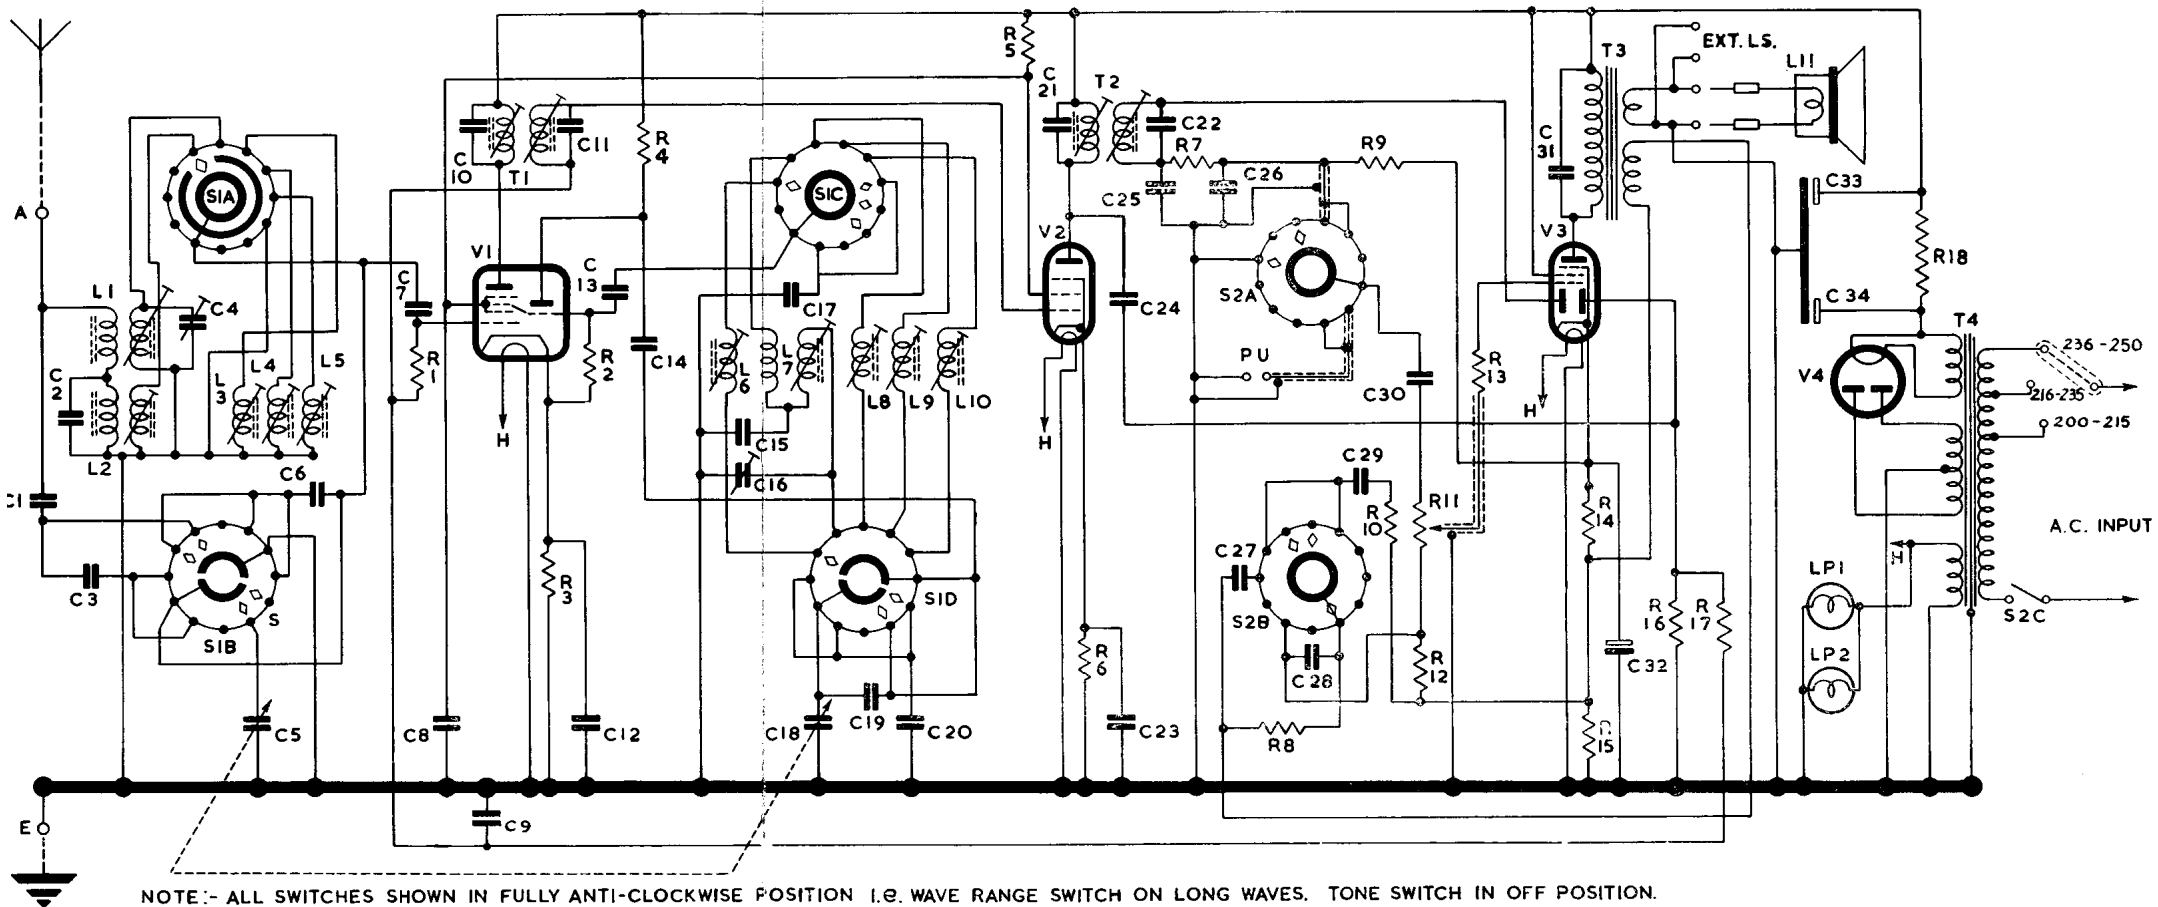 A
E
C1
C2
C3
L1
L2
C4
S1A
L3
L4
L5
C6
S1B
S
C5
C7
R1
C8
C9
C10
T1
C11
V1
H
C13
R2
R3
C12
R4
C14
S1C
C17
L6
L7
L8
L9
L10
C15
C16
S1D
C18
C19
C20
R5
C21
T2
C22
V2
H
C24
R6
C23
R7
C25
C26
R9
S2A
PU
C30
C29
R10
R11
C27
S2B
C28
R12
R8
R13
C31
T3
V3
H
R14
15
C32
R16
R17
EXT. LS.
L11
C33
C34
R18
V4
T4
236-250
216-235
200-215
A.C. INPUT
H
LP1
LP2
S2C
NOTE:- ALL SWITCHES SHOWN IN FULLY ANTI-CLOCKWISE POSITION I.e. WAVE RANGE SWITCH ON LONG WAVES. TONE SWITCH IN OFF POSITION.